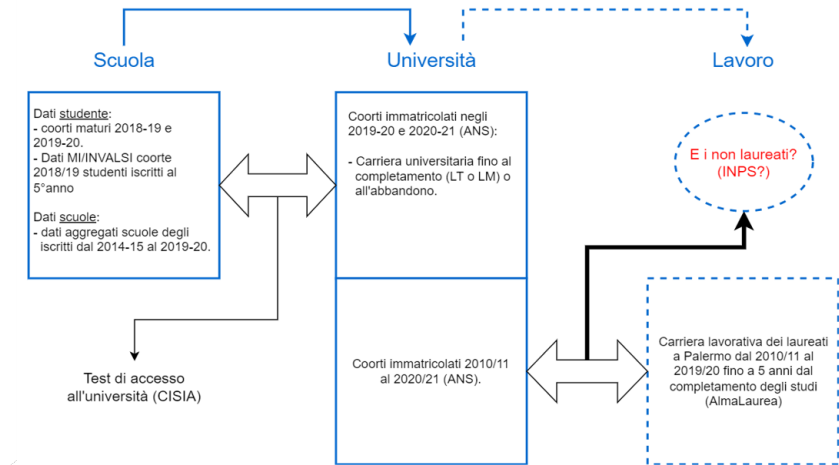 Scuola
Università
Lavoro
Dati studente:
- coorti maturi 2018-19 e
2019-20.
- Dati MI/INVALSI coorte
2018/19 studenti iscritti al
5°anno
Dati scuole:
- dati aggregati scuole degli
iscritti dal 2014-15 al 2019-20.
Coorti immatricolati negli
2019-20 e 2020-21 (ANS):
- Carriera universitaria fino al
completamento (LT o LM) o
all'abbandono.
E i non laureati?
(INPS?)
Coorti immatricolati 2010/11
al 2020/21 (ANS).
Carriera lavorativa dei laureati
a Palermo dal 2010/11 al
2019/20 fino a 5 anni dal
completamento degli studi
(AlmaLaurea)
Test di accesso
all'università (CISIA)